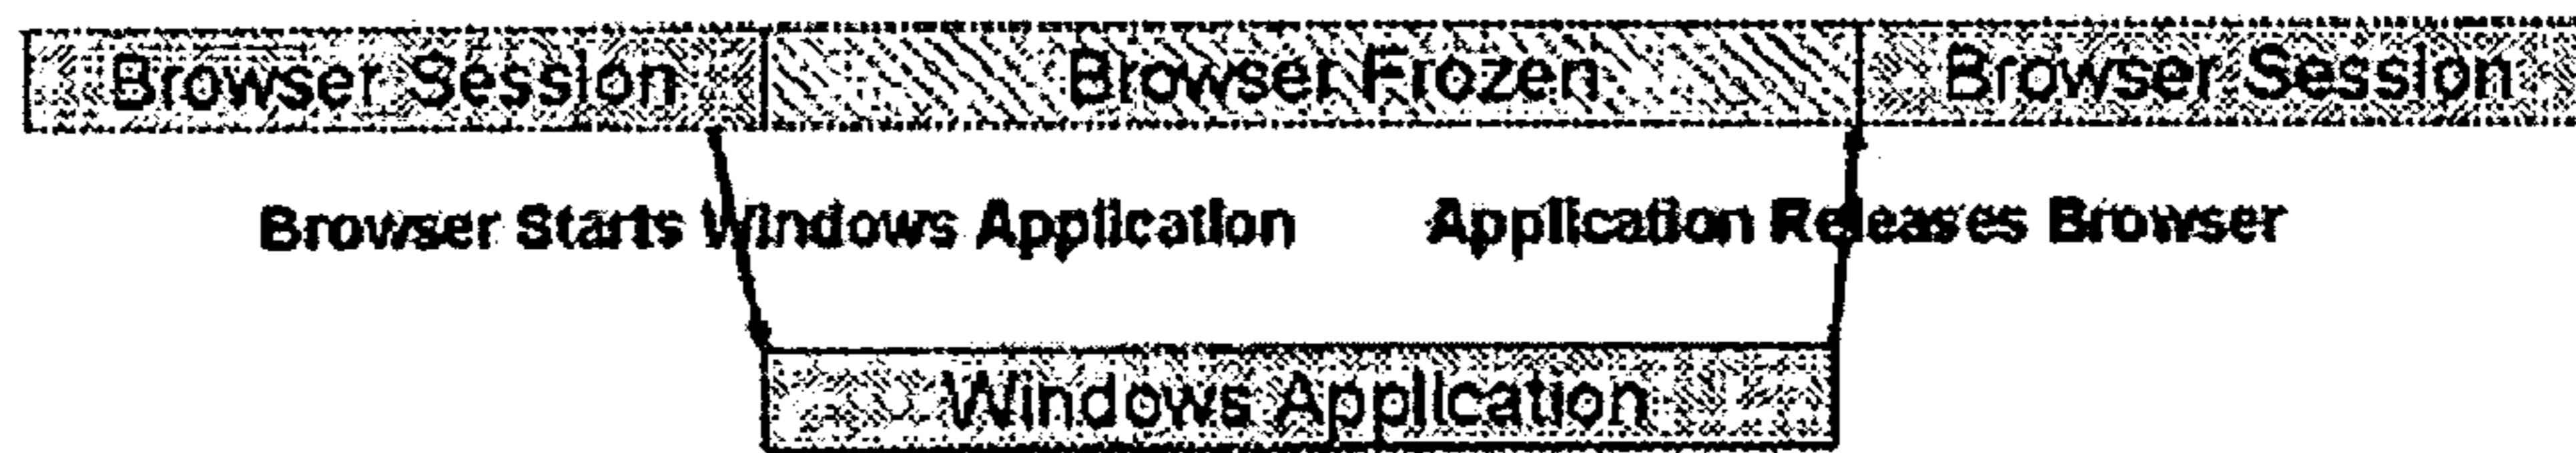 Browser Session Browser Frozen Browser Session
Browser Starts Windows Application Application Releases Browser
Windows Application